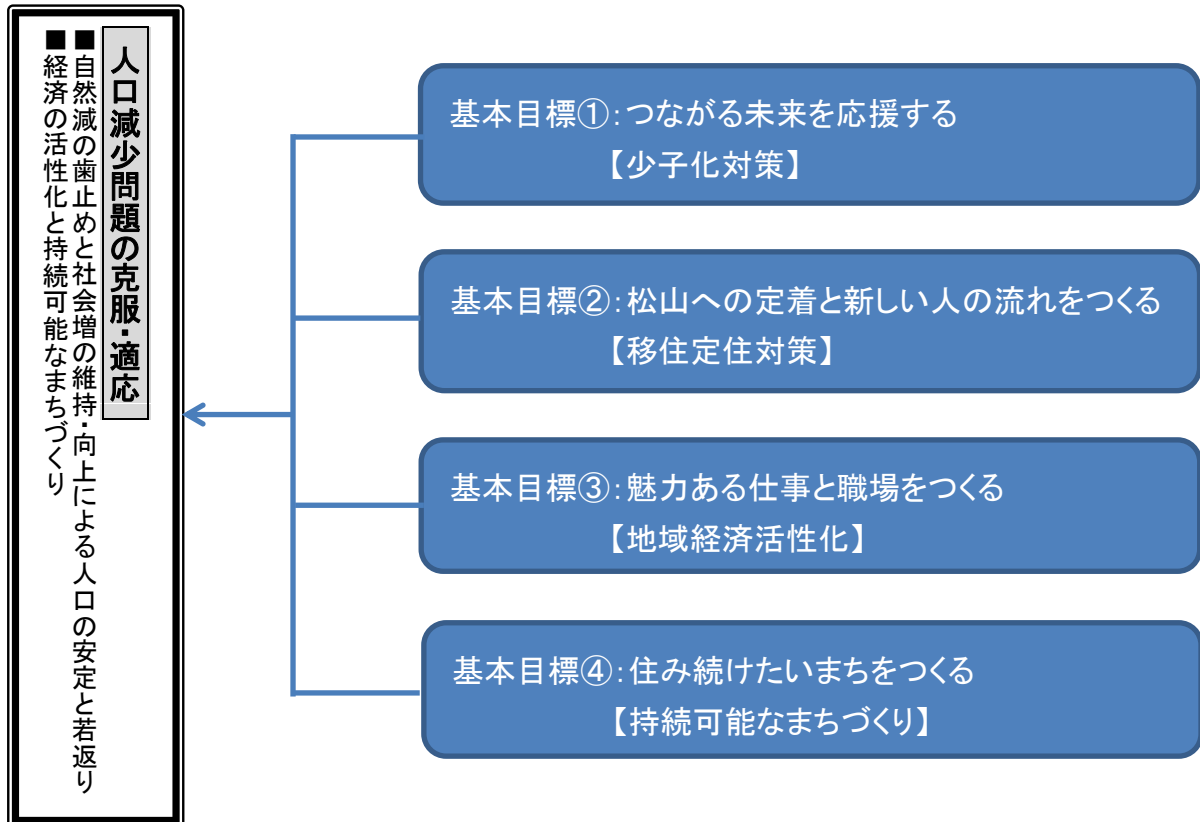 人口減少問題の克服・適応
■自然減の歯止めと社会増の維持・向上による人口の安定と若返り
■経済の活性化と持続可能なまちづくり
基本目標①:つながる未来を応援する
【少子化対策】
基本目標②:松山への定着と新しい人の流れをつくる
【移住定住対策】
基本目標③:魅力ある仕事と職場をつくる
【地域経済活性化】
基本目標④:住み続けたいまちをつくる
【持続可能なまちづくり】